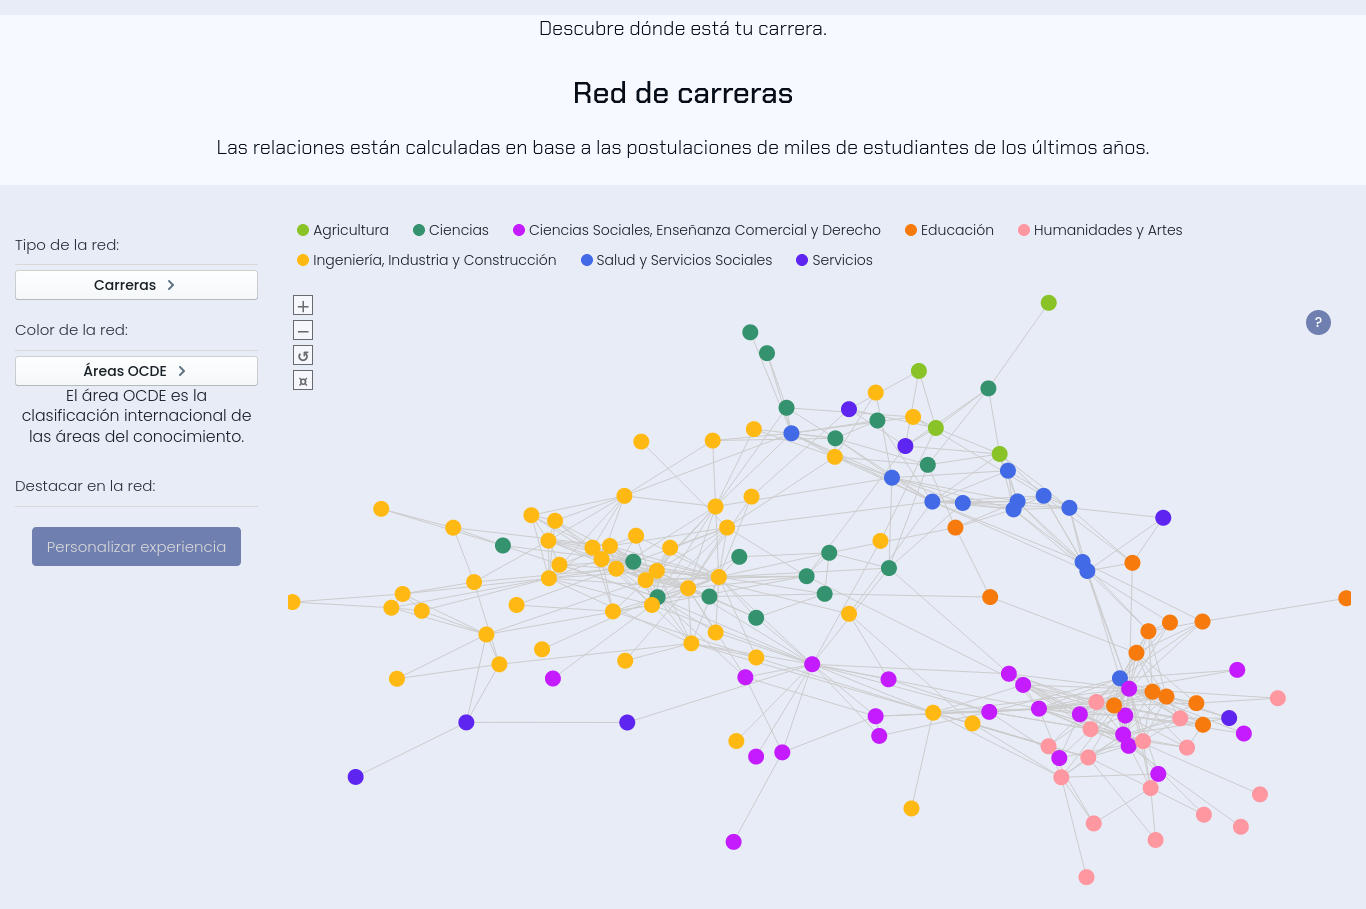 Descubre dónde está tu carrera.
Red de carreras
Las relaciones están calculadas en base a las postulaciones de miles de estudiantes de los últimos años.
Tipo de la red:
Carreras
Color de la red:
Áreas OCDE
El área OCDE es la
clasificación internacional de
las áreas del conocimiento.
Destacar en la red:
Personalizar experiencia
Agricultura Ciencias Ciencias Sociales, Enseñanza Comercial y Derecho Educación Humanidades y Artes
Ingeniería, Industria y Construcción Salud y Servicios Sociales Servicios
+
−
↺
¤
?